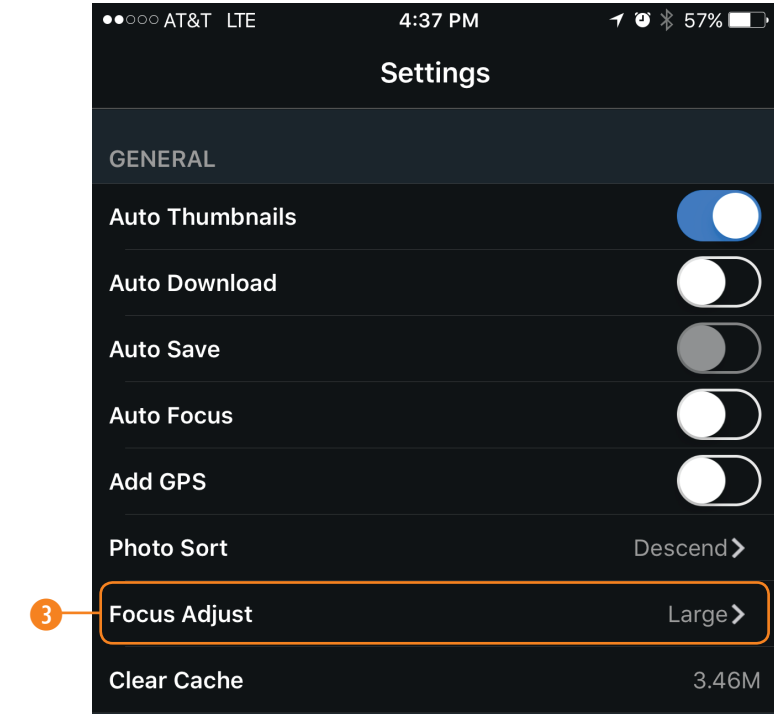 AT&T LTE 4:37 PM 57%
Settings
GENERAL
Auto Thumbnails
Auto Download
Auto Save
Auto Focus
Add GPS
Photo Sort Descend
3 Focus Adjust Large
Clear Cache 3.46M